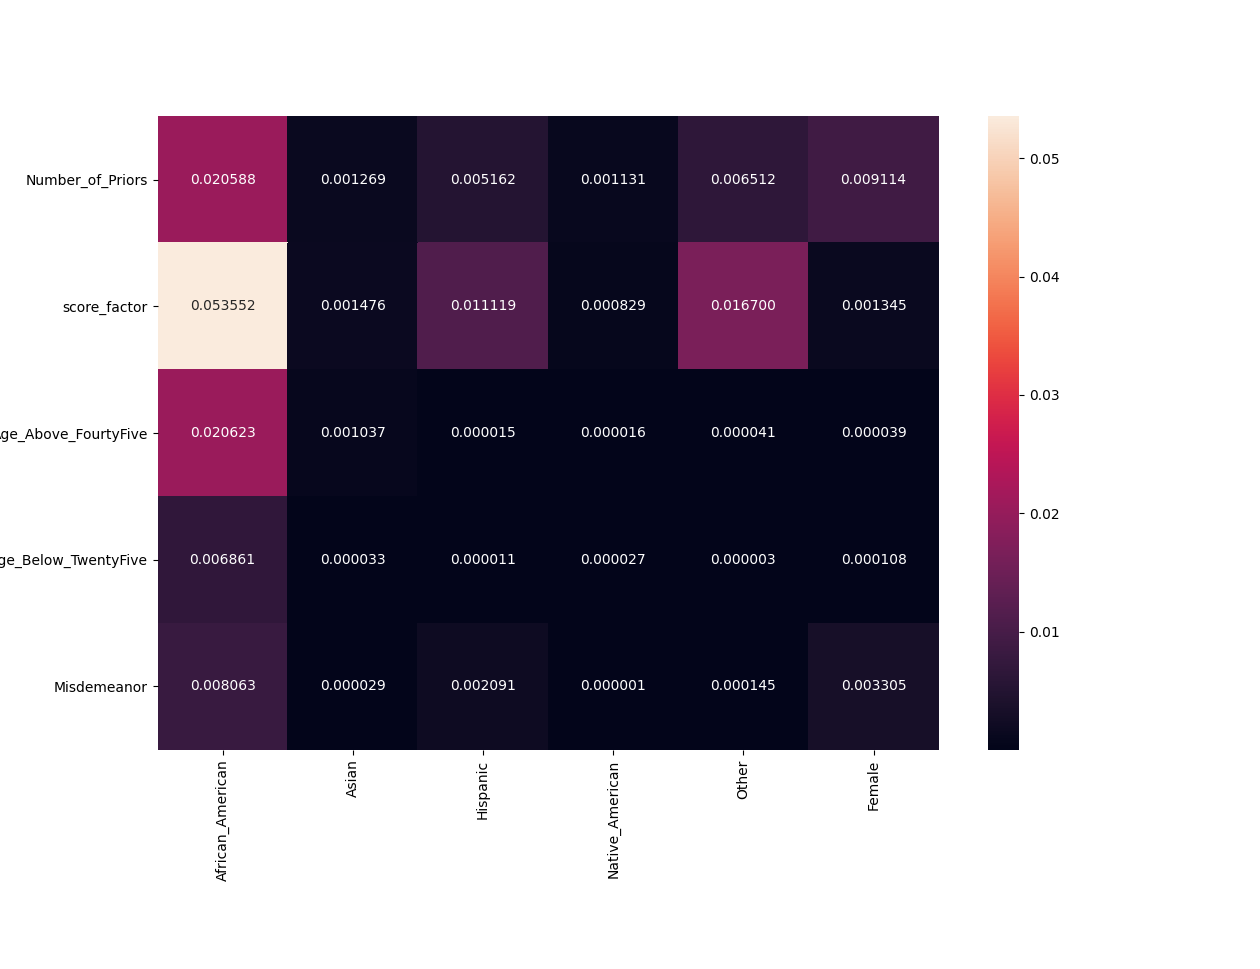 Number_of_Priors 0.020588 0.001269 0.005162 0.001131 0.006512 0.009114
score_factor 0.053552 0.001476 0.011119 0.000829 0.016700 0.001345
ge_Above_FourtyFive 0.020623 0.001037 0.000015 0.000016 0.000041 0.000039
ge_Below_TwentyFive 0.006861 0.000033 0.000011 0.000027 0.000003 0.000108
Misdemeanor 0.008063 0.000029 0.002091 0.000001 0.000145 0.003305
African_American
Asian
Hispanic
Native_American
Other
Female
0.05
0.04
0.03
0.02
0.01